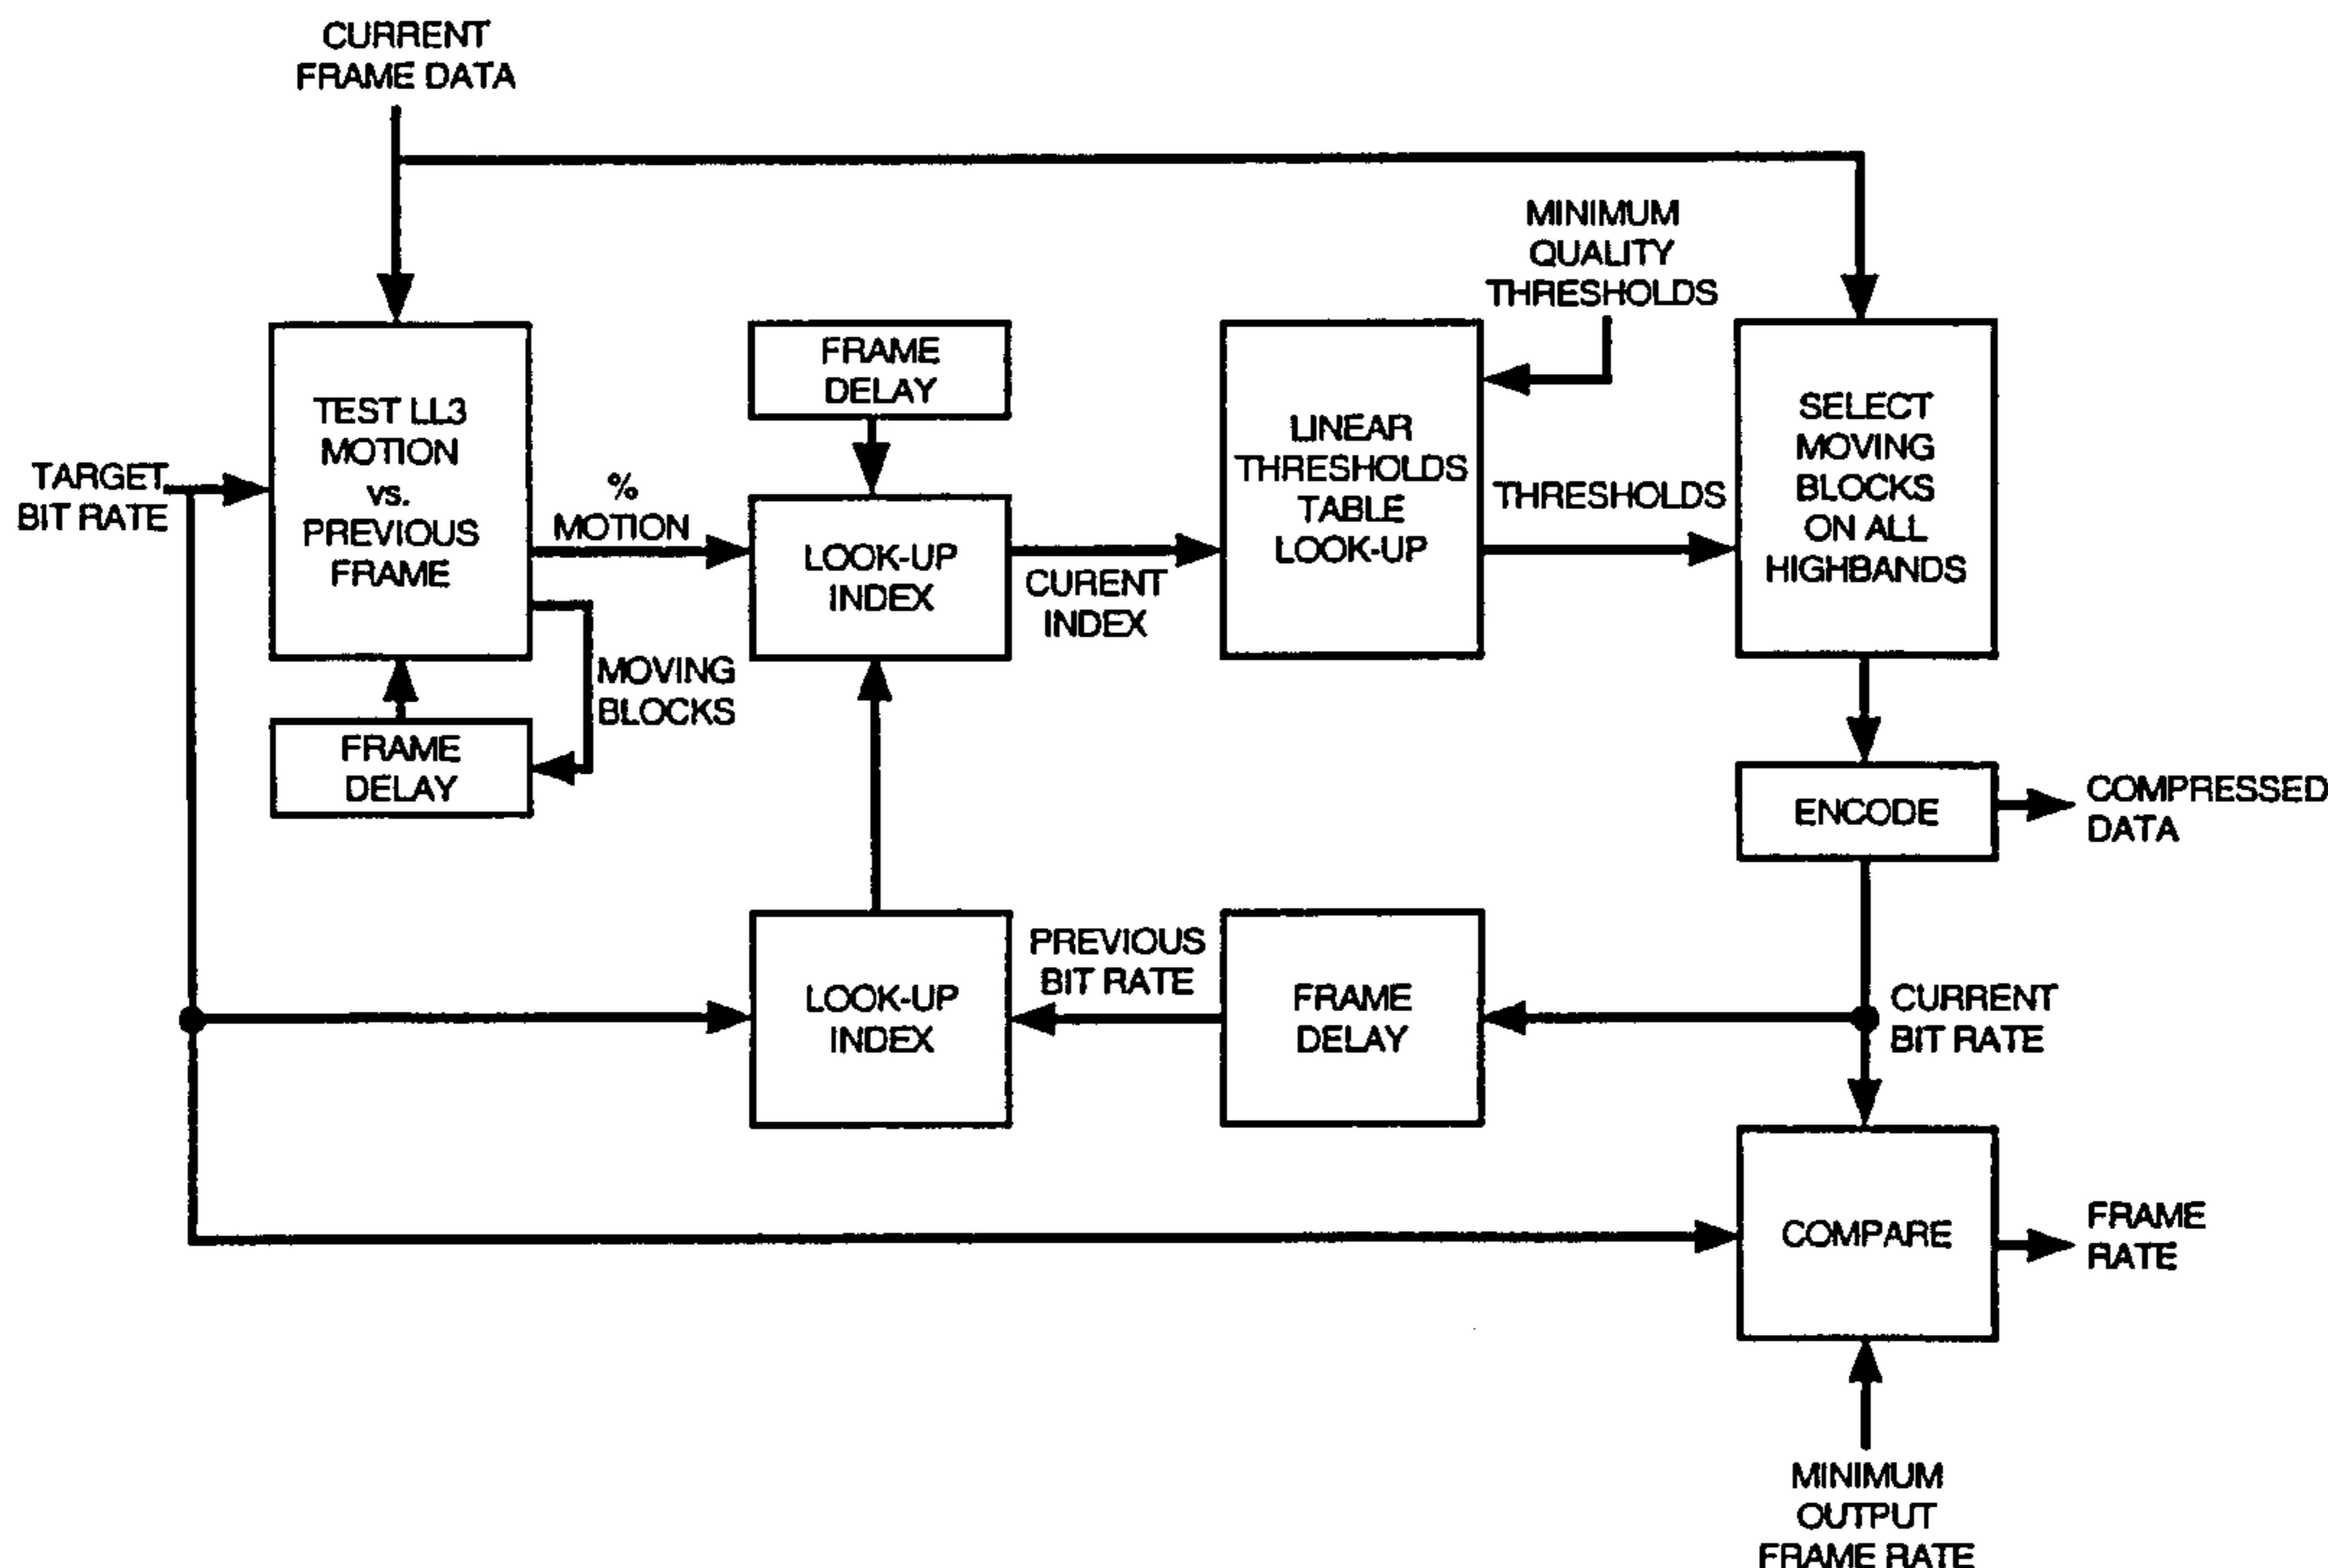 CURRENT
FRAME DATA
MINIMUM
QUALITY
THRESHOLDS
TARGET
BIT RATE
TEST LL3
MOTION
vs.
PREVIOUS
FRAME
%
MOTION
MOVING
BLOCKS
FRAME
DELAY
FRAME
DELAY
LOOK-UP
INDEX
CURENT
INDEX
LINEAR
THRESHOLDS
TABLE
LOOK-UP
THRESHOLDS
SELECT
MOVING
BLOCKS
ON ALL
HIGHBANDS
ENCODE
COMPRESSED
DATA
LOOK-UP
INDEX
PREVIOUS
BIT RATE
FRAME
DELAY
CURRENT
BIT RATE
COMPARE
FRAME
RATE
MINIMUM
OUTPUT
FRAME RATE